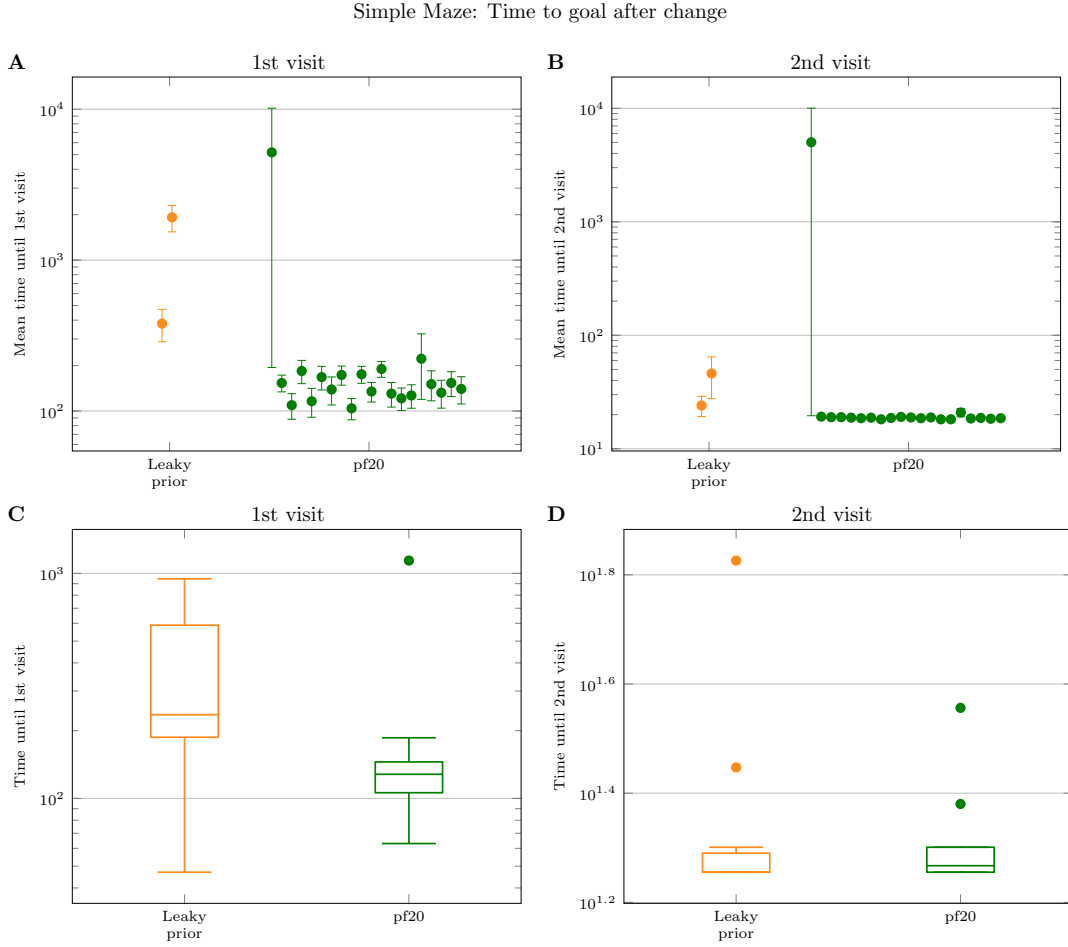 Simple Maze: Time to goal after change
A
1st visit
Mean time until 1st visit
10^4
10^3
10^2
Leaky
prior
pf20
B
2nd visit
Mean time until 2nd visit
10^4
10^3
10^2
10^1
Leaky
prior
pf20
C
1st visit
Time until 1st visit
10^3
10^2
Leaky
prior
pf20
D
2nd visit
Time until 2nd visit
10^1.8
10^1.6
10^1.4
10^1.2
Leaky
prior
pf20